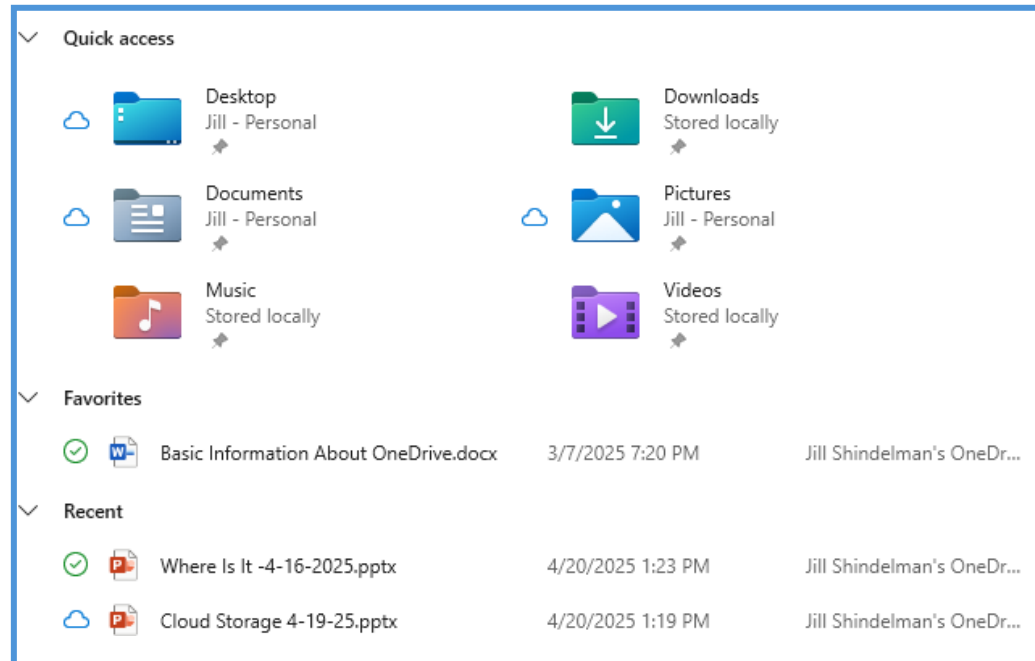 Quick access
Desktop
Jill - Personal
Downloads
Stored locally
Documents
Jill - Personal
Pictures
Jill - Personal
Music
Stored locally
Videos
Stored locally
Favorites
Basic Information About OneDrive.docx 3/7/2025 7:20 PM Jill Shindelman's OneDr...
Recent
Where Is It -4-16-2025.pptx 4/20/2025 1:23 PM Jill Shindelman's OneDr...
Cloud Storage 4-19-25.pptx 4/20/2025 1:19 PM Jill Shindelman's OneDr...